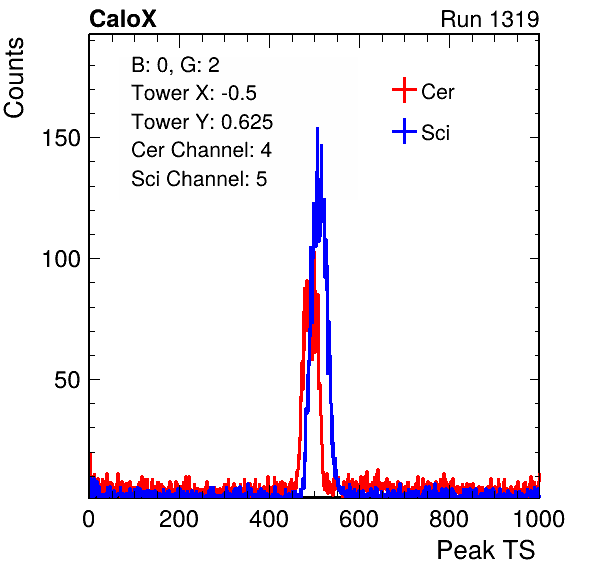 CaloX Run 1319
Counts
B: 0, G: 2
Tower X: -0.5
Tower Y: 0.625
Cer Channel: 4
Sci Channel: 5
Cer
Sci
150
100
50
0 200 400 600 800 1000
Peak TS